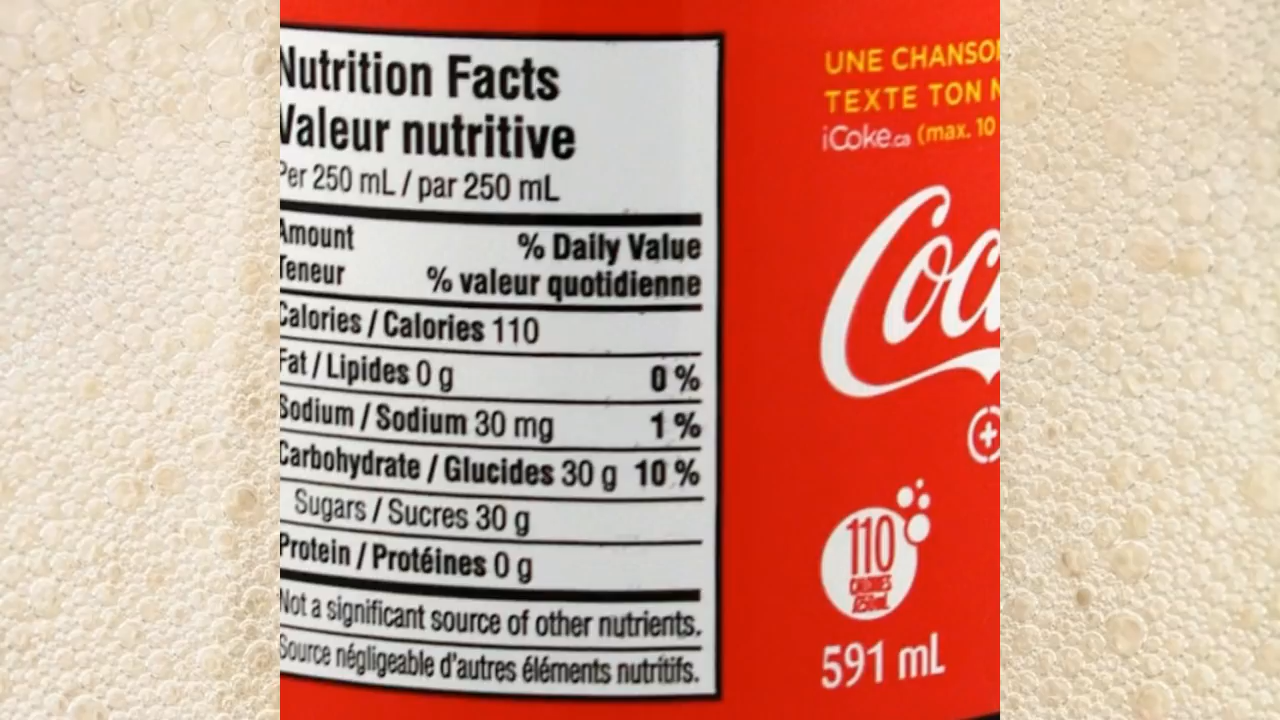 Nutrition Facts
Valeur nutritive
Per 250 mL / par 250 mL
Amount % Daily Value
Teneur % valeur quotidienne
Calories / Calories 110
Fat / Lipides 0 g 0 %
Sodium / Sodium 30 mg 1 %
Carbohydrate / Glucides 30 g 10 %
Sugars / Sucres 30 g
Protein / Protéines 0 g
Not a significant source of other nutrients.
Source négligeable d'autres éléments nutritifs.
UNE CHANSON
TEXTE TON
iCoke.ca (max. 10
Coca
110
CALORIES
/250mL
591 mL